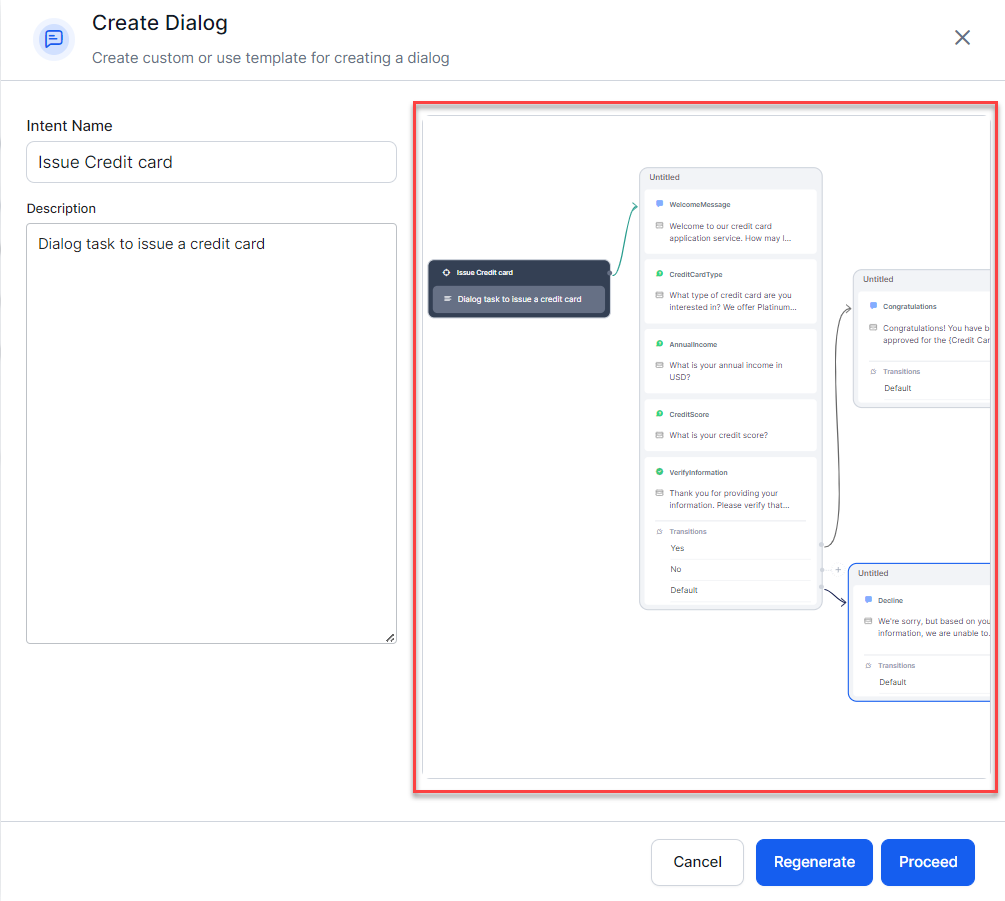 Create Dialog
Create custom or use template for creating a dialog
Intent Name
Issue Credit card
Description
Dialog task to issue a credit card
Issue Credit card
Dialog task to issue a credit card
Untitled
WelcomeMessage
Welcome to our credit card
application service. How may I...
CreditCardType
What type of credit card are you
interested in? We offer Platinum...
AnnualIncome
What is your annual income in
USD?
CreditScore
What is your credit score?
VerifyInformation
Thank you for providing your
information. Please verify that...
Transitions
Yes
No
Default
Untitled
Congratulations
Congratulations! You have b
approved for the {Credit Car
Transitions
Default
Untitled
Decline
We're sorry, but based on you
information, we are unable to...
Transitions
Default
Cancel
Regenerate
Proceed